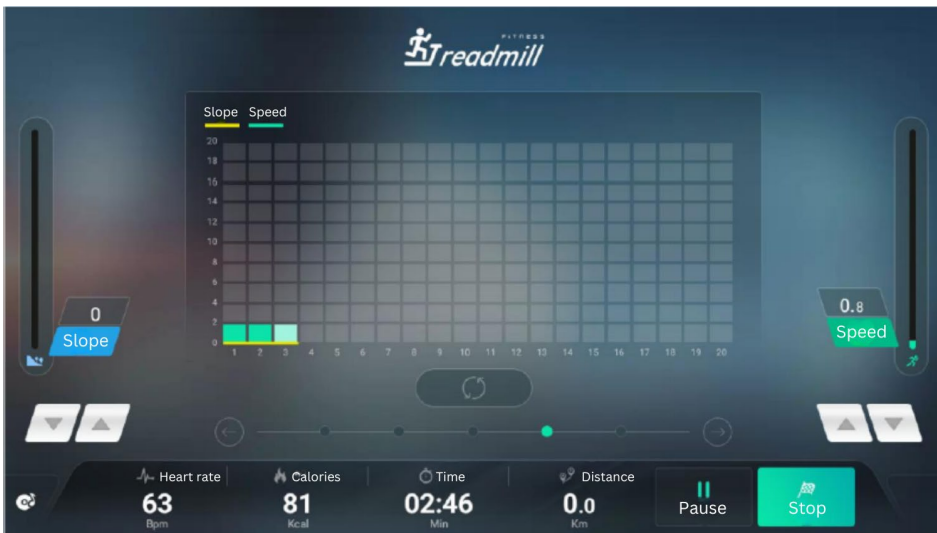 FITNESS
Treadmill
Slope Speed
20
18
16
14
12
10
8
6
4
2
0
1 2 3 4 5 6 7 8 9 10 11 12 13 14 15 16 17 18 19 20
0
Slope
0.8
Speed
Heart rate
63
Bpm
Calories
81
Kcal
Time
02:46
Min
Distance
0.0
Km
Pause
Stop